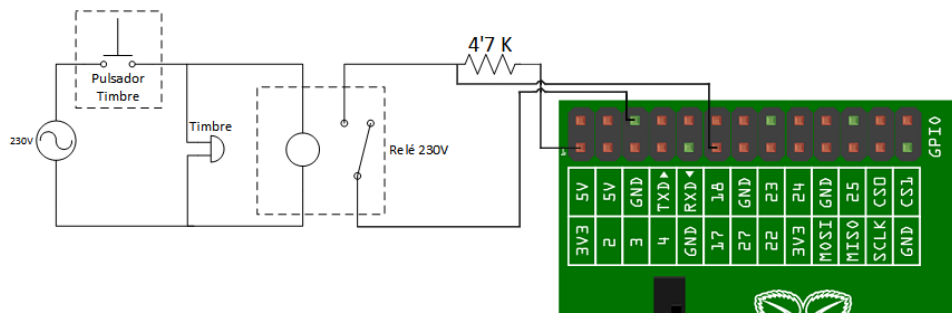 4'7 K
Pulsador
Timbre
230V
Timbre
Relé 230V
GPIO
5V 5V GND TXD▶ RXD◀ 18 GND 23 24 GND 25 CS0 CS1
3V3 2 3 4 GND 17 27 22 3V3 MOSI MISO SCLK GND